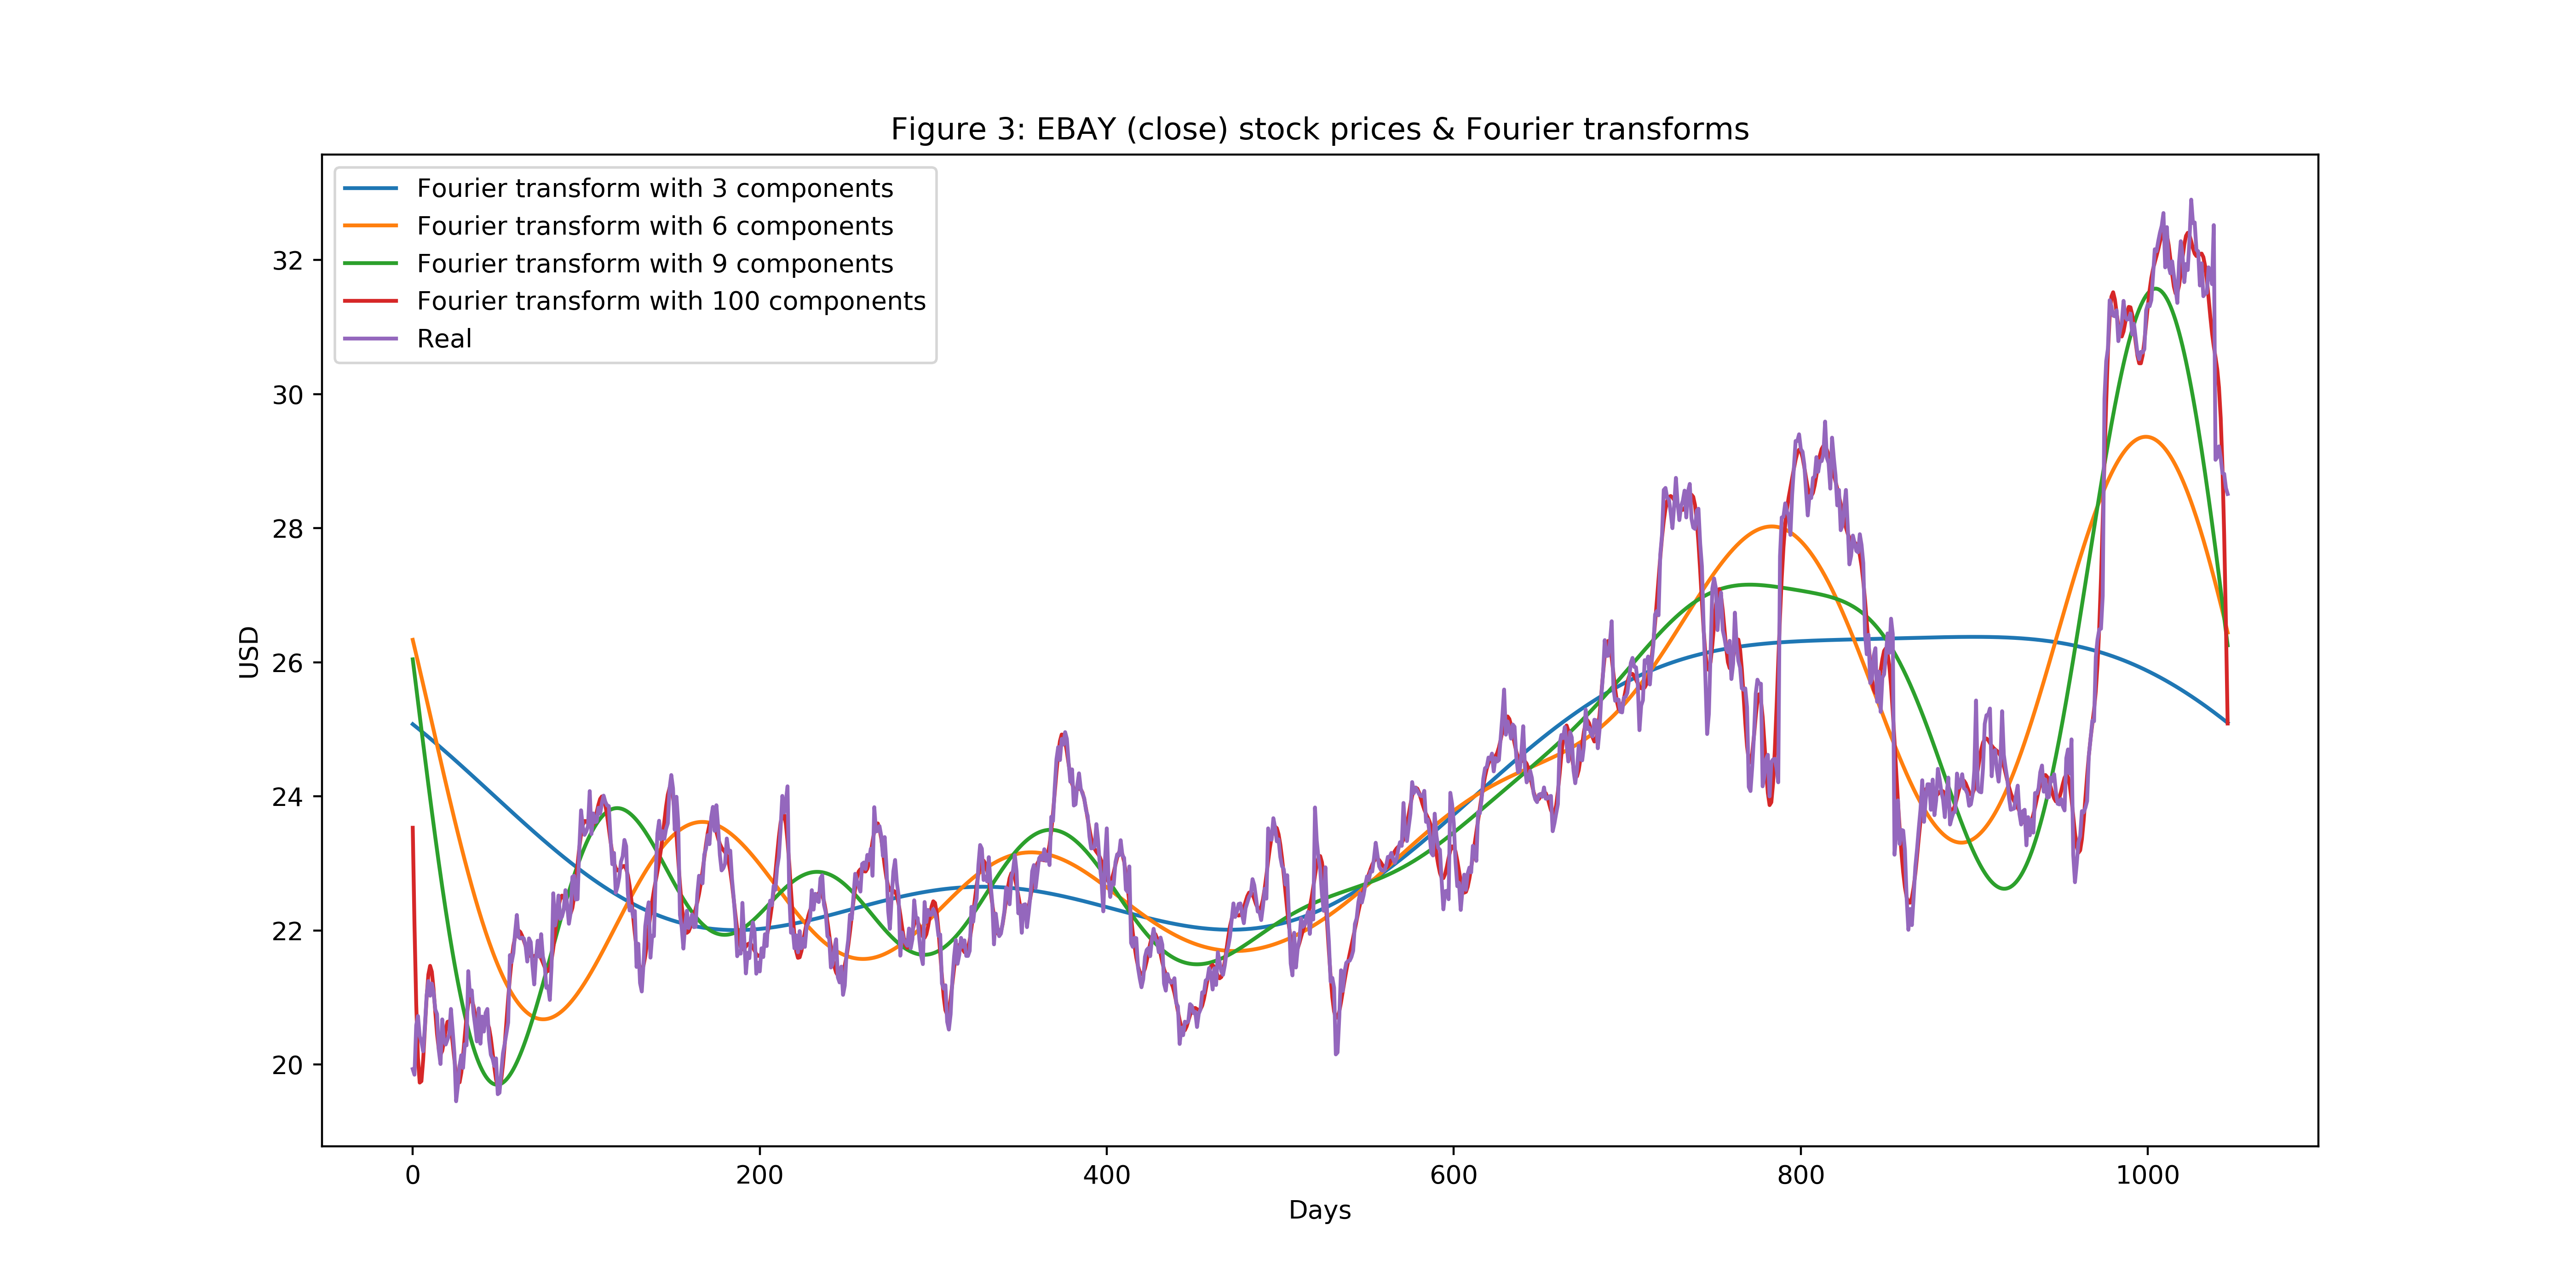 Figure 3: EBAY (close) stock prices & Fourier transforms
Fourier transform with 3 components
Fourier transform with 6 components
Fourier transform with 9 components
Fourier transform with 100 components
Real
32
30
28
26
24
22
20
USD
0 200 400 600 800 1000
Days